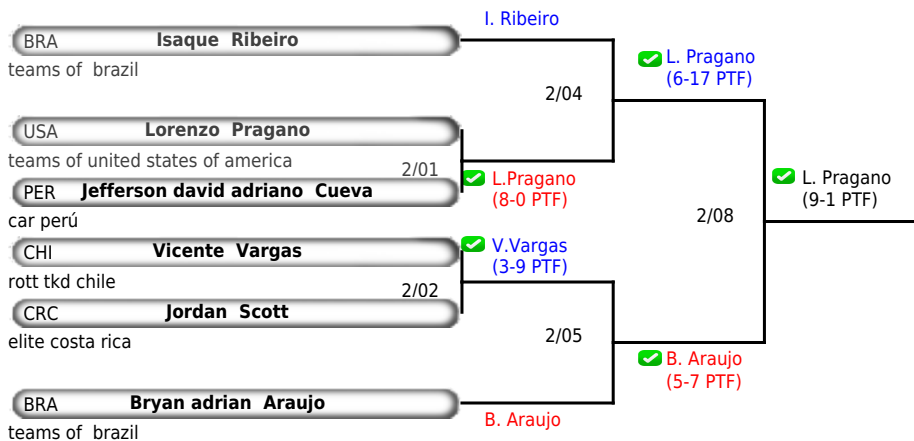 I. Ribeiro
BRA Isaque Ribeiro
teams of brazil
L. Pragano
(6-17 PTF)
2/04
USA Lorenzo Pragano
teams of united states of america
2/01
L.Pragano
(8-0 PTF)
PER Jefferson david adriano Cueva
car perú
L. Pragano
(9-1 PTF)
2/08
CHI Vicente Vargas
rott tkd chile
V.Vargas
(3-9 PTF)
2/02
CRC Jordan Scott
elite costa rica
2/05
B. Araujo
(5-7 PTF)
BRA Bryan adrian Araujo
teams of brazil
B. Araujo